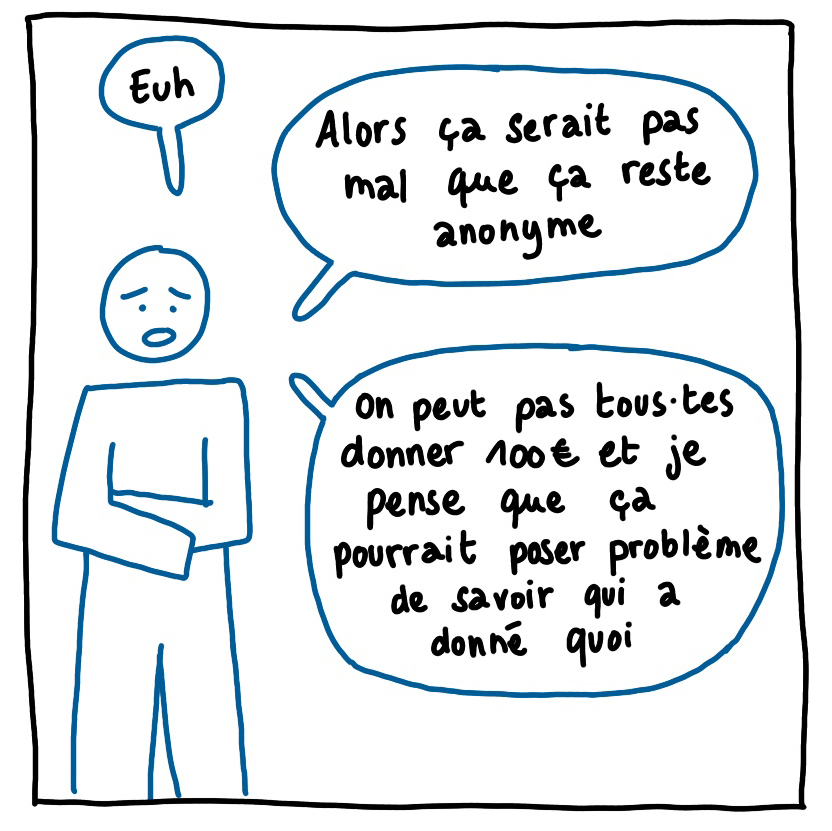 Euh
Alors ça serait pas
mal que ça reste
anonyme
On peut pas tous·tes
donner 100€ et je
pense que ça
pourrait poser problème
de savoir qui a
donné quoi